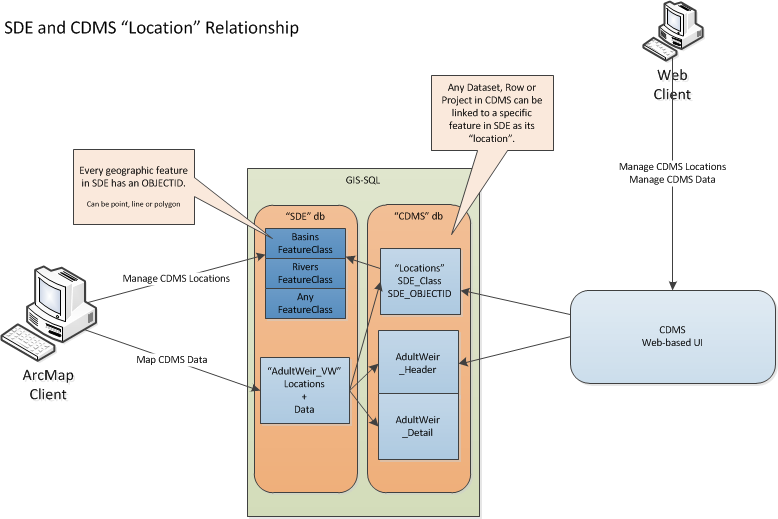 SDE and CDMS “Location” Relationship
Web
Client
Any Dataset, Row or
Project in CDMS can be
linked to a specific
feature in SDE as its
“location”.
Every geographic feature
in SDE has an OBJECTID.
Can be point, line or polygon
Manage CDMS Locations
Manage CDMS Data
GIS-SQL
“SDE” db
“CDMS” db
Basins
FeatureClass
Rivers
FeatureClass
Any
FeatureClass
“Locations”
SDE_Class
SDE_OBJECTID
Manage CDMS Locations
CDMS
Web-based UI
Map CDMS Data
ArcMap
Client
“AdultWeir_VW”
Locations
+
Data
AdultWeir
_Header
AdultWeir
_Detail